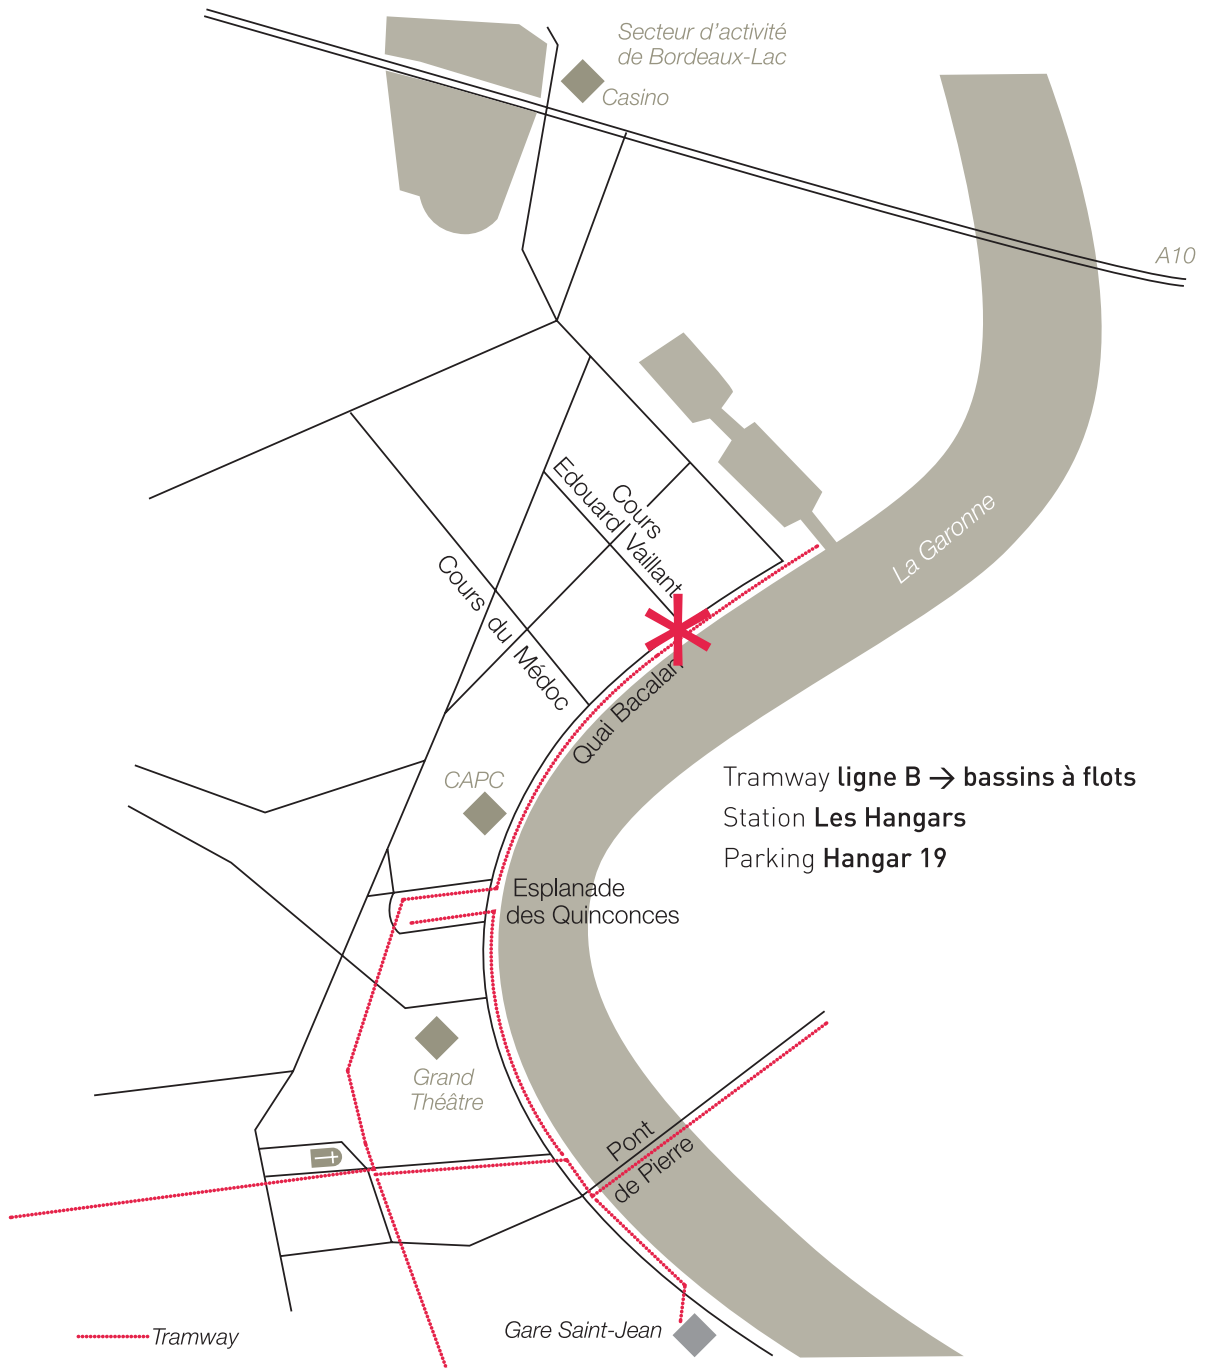 Secteur d'activité
de Bordeaux-Lac
Casino
A10
La Garonne
Cours
Edouard Vaillant
Cours du Médoc
Quai Bacalan
Tramway ligne B → bassins à flots
Station Les Hangars
Parking Hangar 19
CAPC
Esplanade
des Quinconces
Grand
Théâtre
Pont
de Pierre
Gare Saint-Jean
Tramway